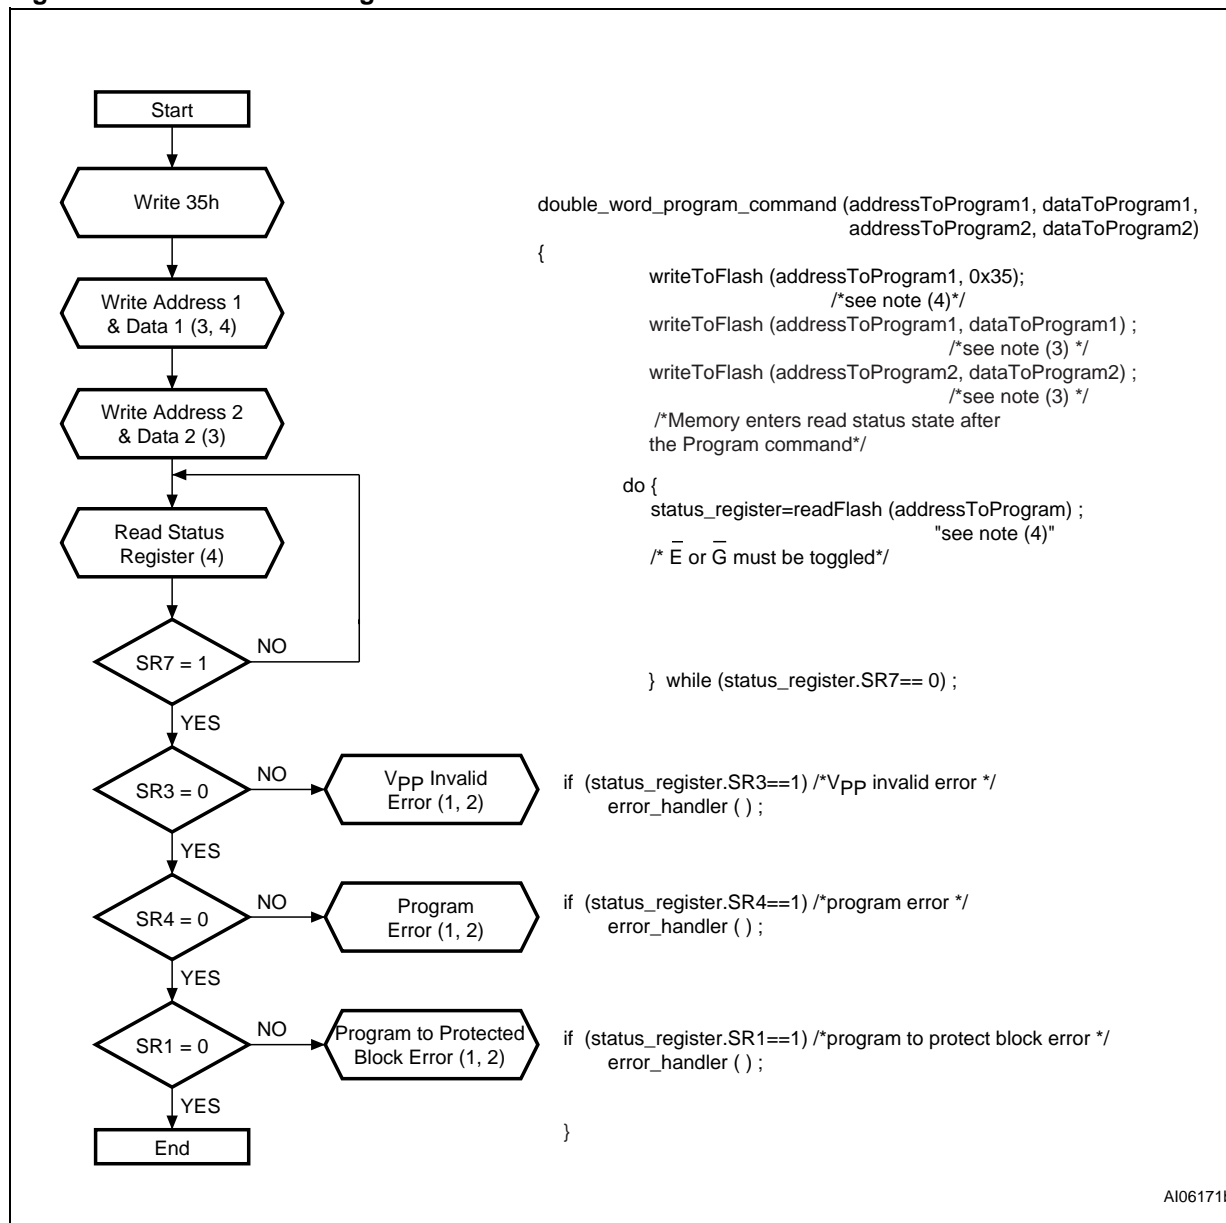 Start
Write 35h
Write Address 1
& Data 1 (3, 4)
Write Address 2
& Data 2 (3)
Read Status
Register (4)
SR7 = 1
NO
YES
SR3 = 0
NO
VPP Invalid
Error (1, 2)
YES
SR4 = 0
NO
Program
Error (1, 2)
YES
SR1 = 0
NO
Program to Protected
Block Error (1, 2)
YES
End
double_word_program_command (addressToProgram1, dataToProgram1,
addressToProgram2, dataToProgram2)
{
writeToFlash (addressToProgram1, 0x35);
/*see note (4)*/
writeToFlash (addressToProgram1, dataToProgram1) ;
/*see note (3) */
writeToFlash (addressToProgram2, dataToProgram2) ;
/*see note (3) */
/*Memory enters read status state after
the Program command*/
do {
status_register=readFlash (addressToProgram) ;
"see note (4)"
/* E̅ or G̅ must be toggled*/
} while (status_register.SR7== 0) ;
if (status_register.SR3==1) /*VPP invalid error */
error_handler ( ) ;
if (status_register.SR4==1) /*program error */
error_handler ( ) ;
if (status_register.SR1==1) /*program to protect block error */
error_handler ( ) ;
}
AI06171b